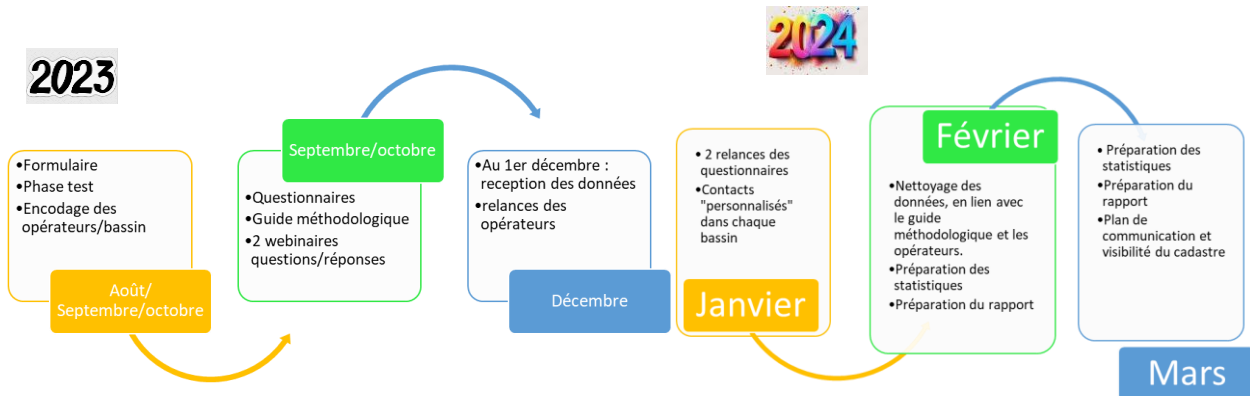 2023
2024
•Formulaire
•Phase test
•Encodage des
opérateurs/bassin
Août/
Septembre/octobre
Septembre/octobre
•Questionnaires
•Guide méthodologique
•2 webinaires
questions/réponses
•Au 1er décembre :
reception des données
•relances des
opérateurs
Décembre
• 2 relances des
questionnaires
•Contacts
"personnalisés"
dans chaque
bassin
Janvier
Février
•Nettoyage des
données, en lien avec
le guide
méthodologique et les
opérateurs.
•Préparation des
statistiques
•Préparation du rapport
• Préparation des
statistiques
• Préparation du
rapport
• Plan de
communication et
visibilité du cadastre
Mars